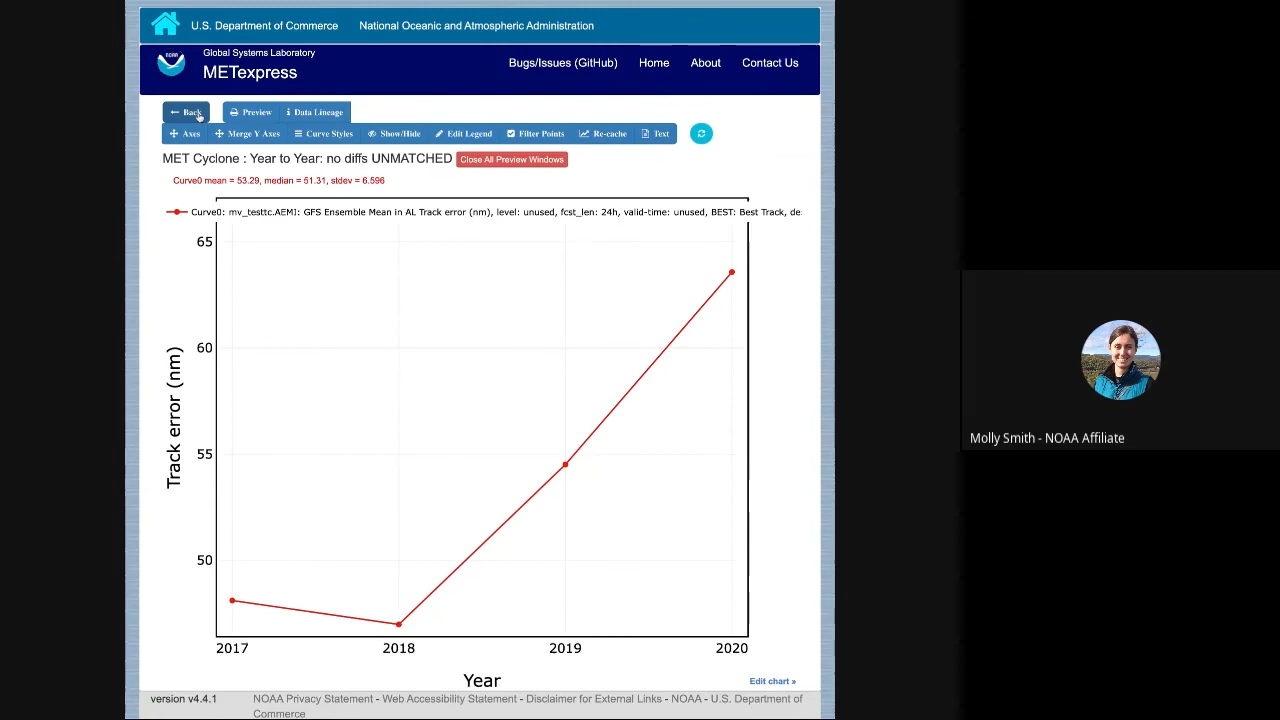 U.S. Department of Commerce National Oceanic and Atmospheric Administration
NOAA
Global Systems Laboratory
METexpress
Bugs/Issues (GitHub) Home About Contact Us
Back Preview Data Lineage
Axes Merge Y Axes Curve Styles Show/Hide Edit Legend Filter Points Re-cache Text
MET Cyclone : Year to Year: no diffs UNMATCHED Close All Preview Windows
Curve0 mean = 53.29, median = 51.31, stdev = 6.596
Curve0: mv_testtc.AEMI: GFS Ensemble Mean in AL Track error (nm), level: unused, fcst_len: 24h, valid-time: unused, BEST: Best Track, de
65
60
55
50
Track error (nm)
2017 2018 2019 2020
Year
Edit chart »
version v4.4.1
NOAA Privacy Statement - Web Accessibility Statement - Disclaimer for External Links - NOAA - U.S. Department of
Commerce
Molly Smith - NOAA Affiliate